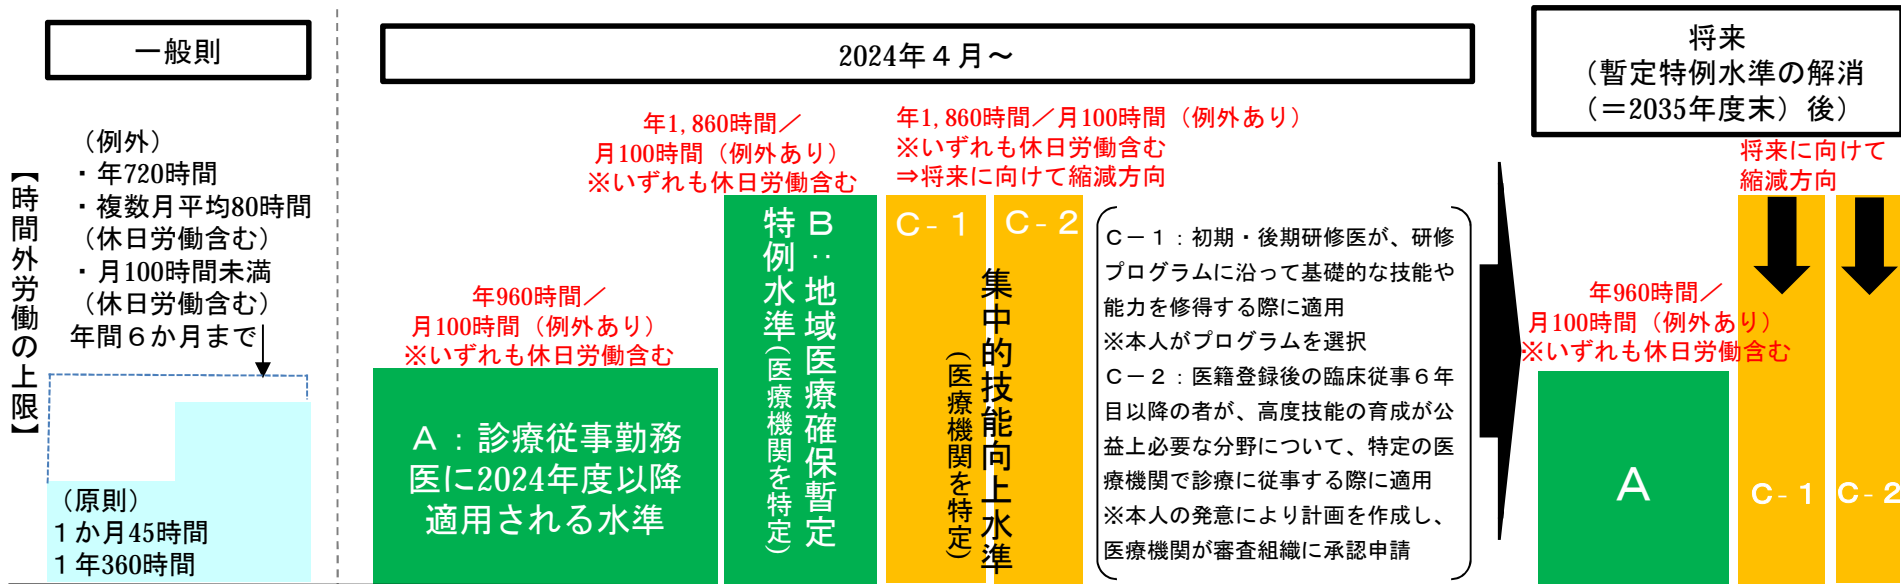 一般則
2024年４月～
将来
（暫定特例水準の解消
（＝2035年度末）後）
【時間外労働の上限】
（例外）
・年720時間
・複数月平均80時間
（休日労働含む）
・月100時間未満
（休日労働含む）
年間６か月まで
（原則）
１か月45時間
１年360時間
年960時間／
月100時間（例外あり）
※いずれも休日労働含む
Ａ：診療従事勤務
医に2024年度以降
適用される水準
年1,860時間／
月100時間（例外あり）
※いずれも休日労働含む
Ｂ：地域医療確保暫定
特例水準（医療機関を特定）
年1,860時間／月100時間（例外あり）
※いずれも休日労働含む
⇒将来に向けて縮減方向
Ｃ-１
Ｃ-２
集中的技能向上水準
（医療機関を特定）
Ｃ－１：初期・後期研修医が、研修
プログラムに沿って基礎的な技能や
能力を修得する際に適用
※本人がプログラムを選択
Ｃ－２：医籍登録後の臨床従事６年
目以降の者が、高度技能の育成が公
益上必要な分野について、特定の医
療機関で診療に従事する際に適用
※本人の発意により計画を作成し、
医療機関が審査組織に承認申請
将来に向けて
縮減方向
年960時間／
月100時間（例外あり）
※いずれも休日労働含む
Ａ
Ｃ-１
Ｃ-２